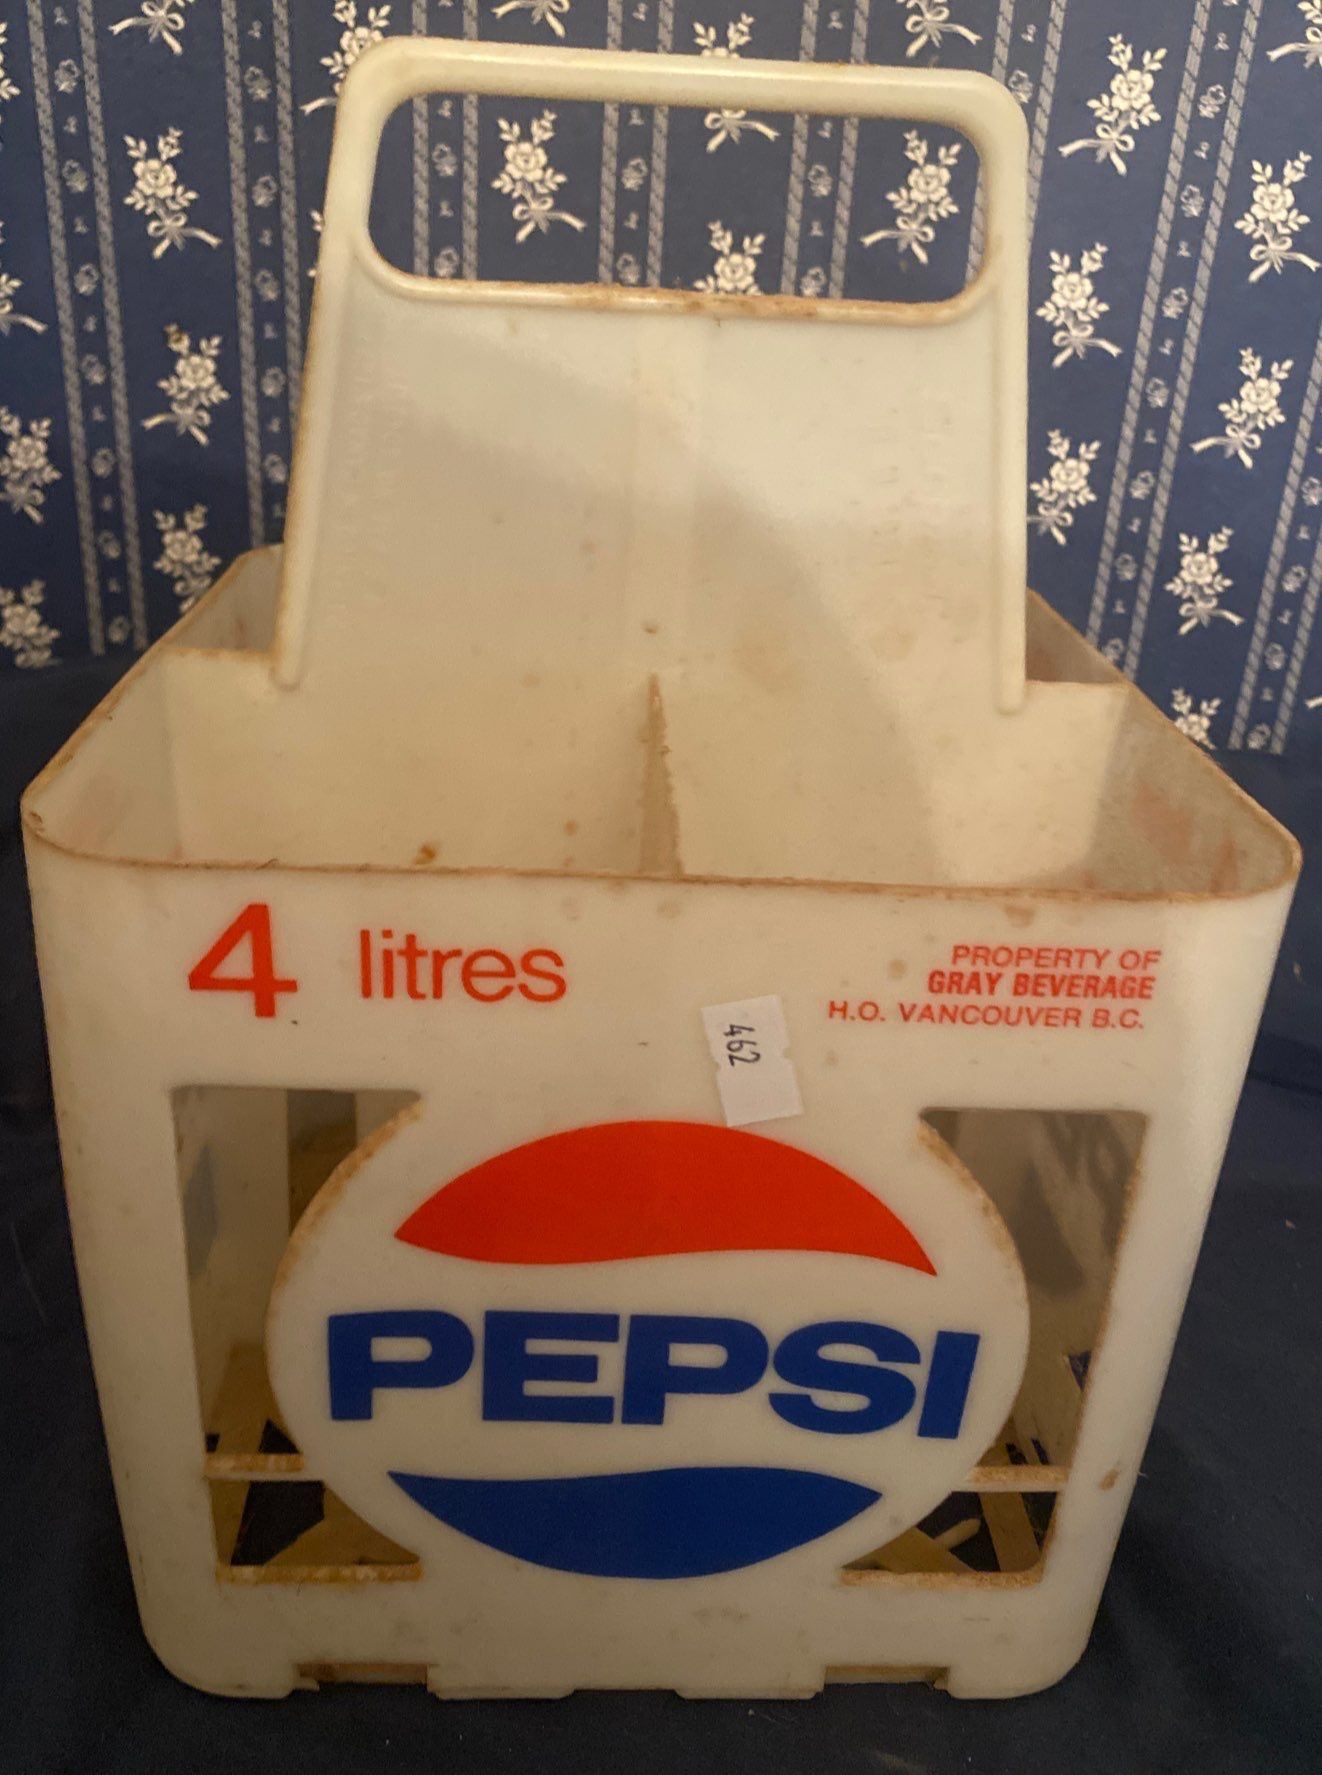 4 litres
PROPERTY OF
GRAY BEVERAGE
H.O. VANCOUVER B.C.
462
PEPSI